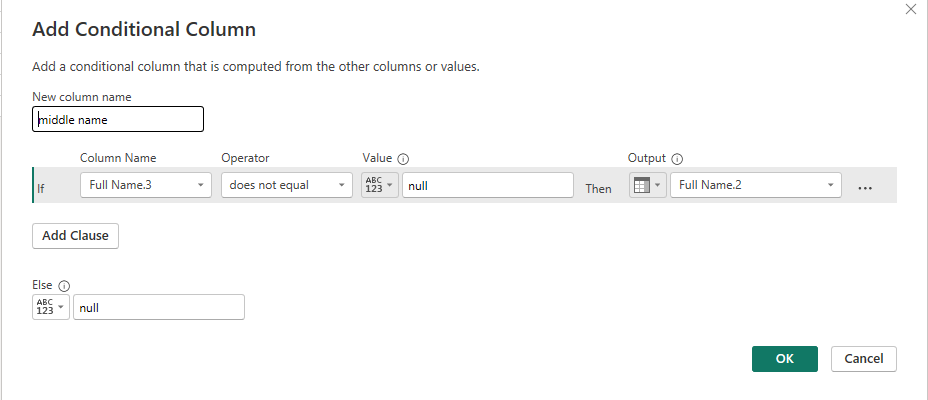 Add Conditional Column
Add a conditional column that is computed from the other columns or values.
New column name
middle name
Column Name Operator Value Output
If Full Name.3 does not equal ABC 123 null Then Full Name.2 ...
Add Clause
Else
ABC 123 null
OK Cancel